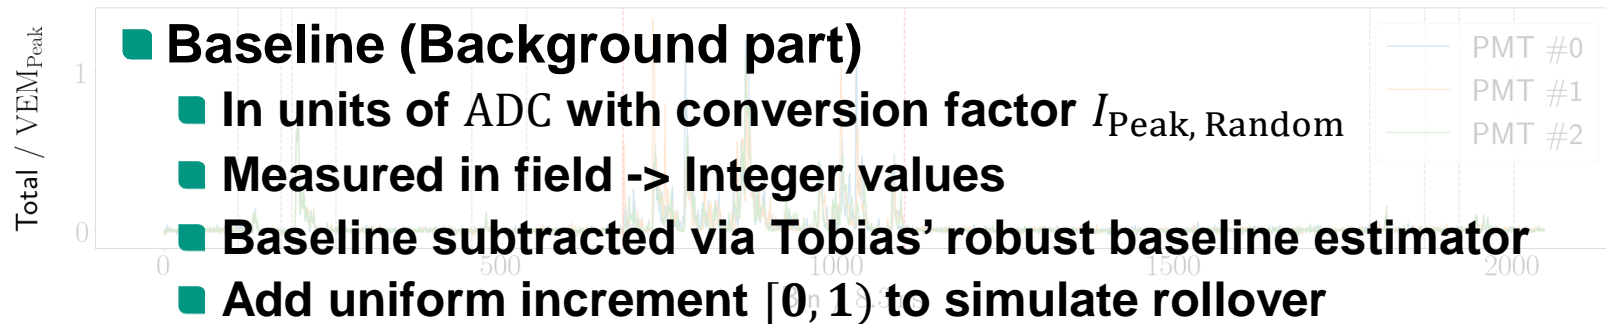 Total / VEM_Peak
1
0
PMT #0
PMT #1
PMT #2
Baseline (Background part)
In units of ADC with conversion factor I_Peak, Random
Measured in field -> Integer values
Baseline subtracted via Tobias’ robust baseline estimator
0 500 1000 1500 2000
Add uniform increment [0, 1) to simulate rollover